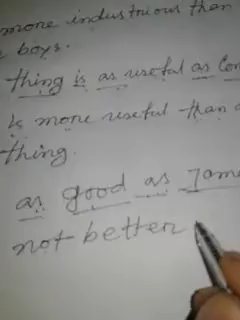 more industrious than
boys.
thing is as useful as
is more useful than
thing.
as good as
not better